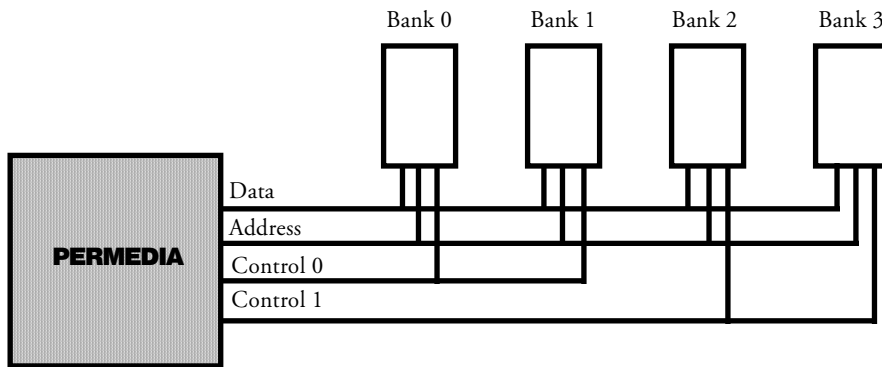 Bank 0 Bank 1 Bank 2 Bank 3
Data
Address
PERMEDIA
Control 0
Control 1